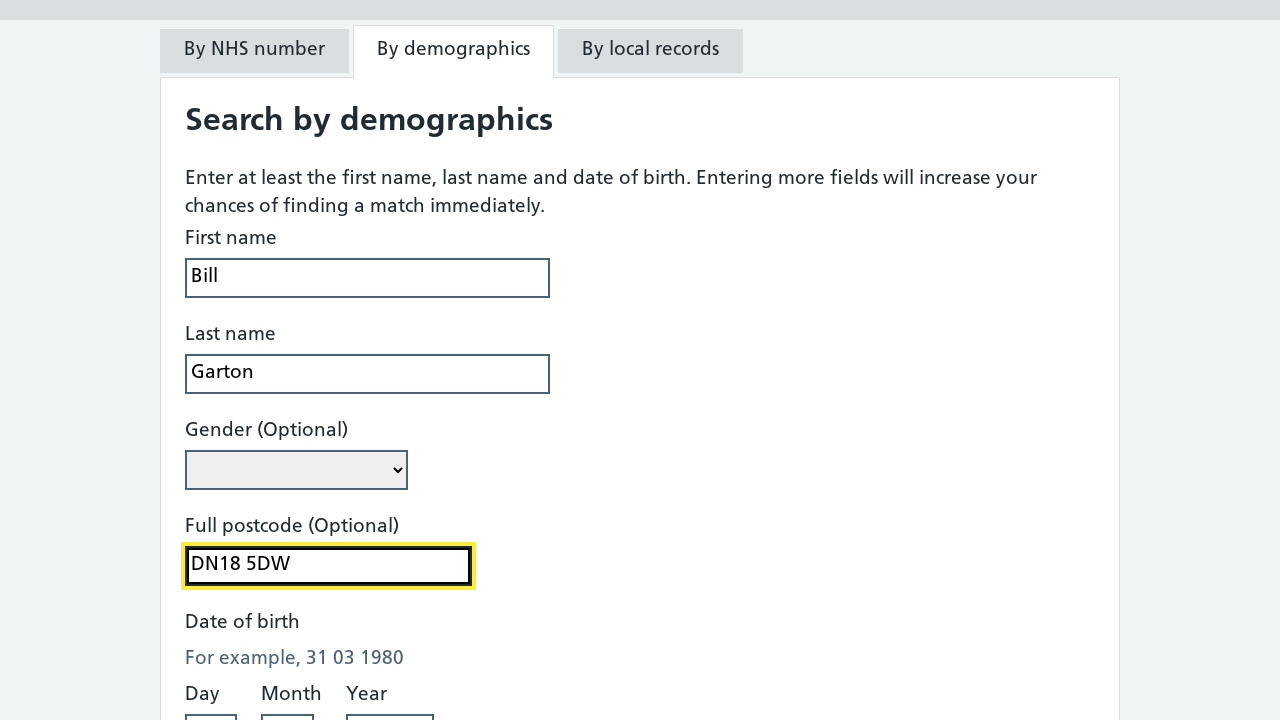 By NHS number
By demographics
By local records
Search by demographics
Enter at least the first name, last name and date of birth. Entering more fields will increase your
chances of finding a match immediately.
First name
Bill
Last name
Garton
Gender (Optional)
Full postcode (Optional)
DN18 5DW
Date of birth
For example, 31 03 1980
Day Month Year